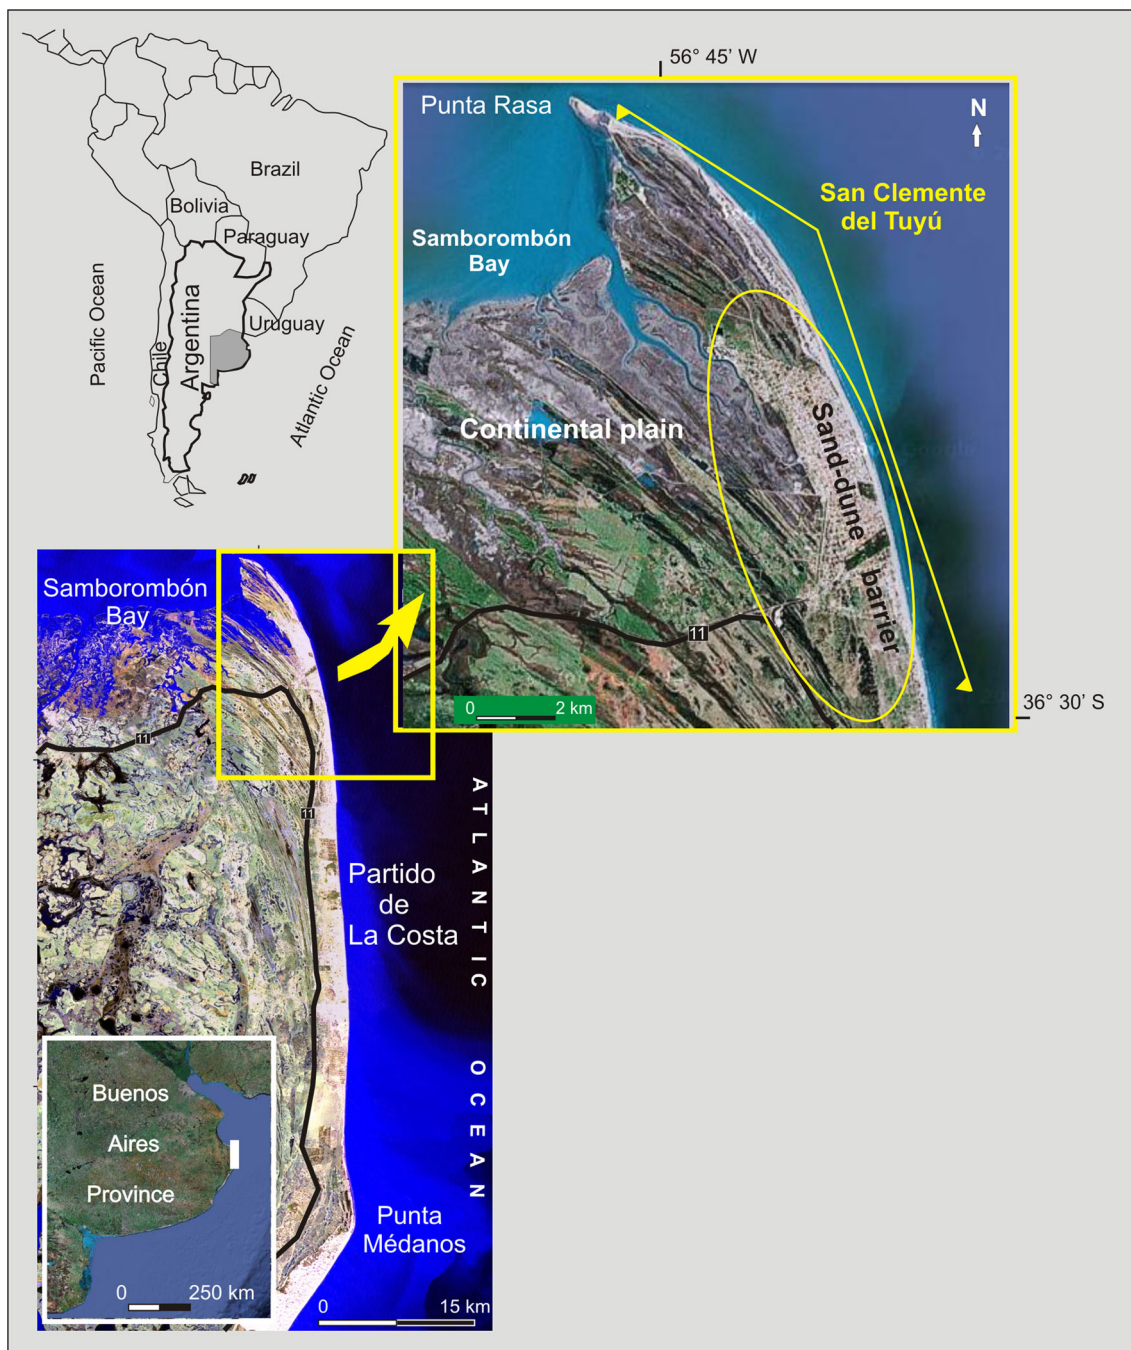 Brazil
Bolivia
Paraguay
Pacific Ocean
Chile
Argentina
Uruguay
Atlantic Ocean
56° 45’ W
Punta Rasa
N
San Clemente
del Tuyú
Samborombón
Bay
Continental plain
Sand-dune barrier
11
0 2 km
36° 30’ S
Samborombón
Bay
11
11
Partido
de
La Costa
ATLANTIC OCEAN
Punta
Médanos
0 15 km
Buenos
Aires
Province
0 250 km